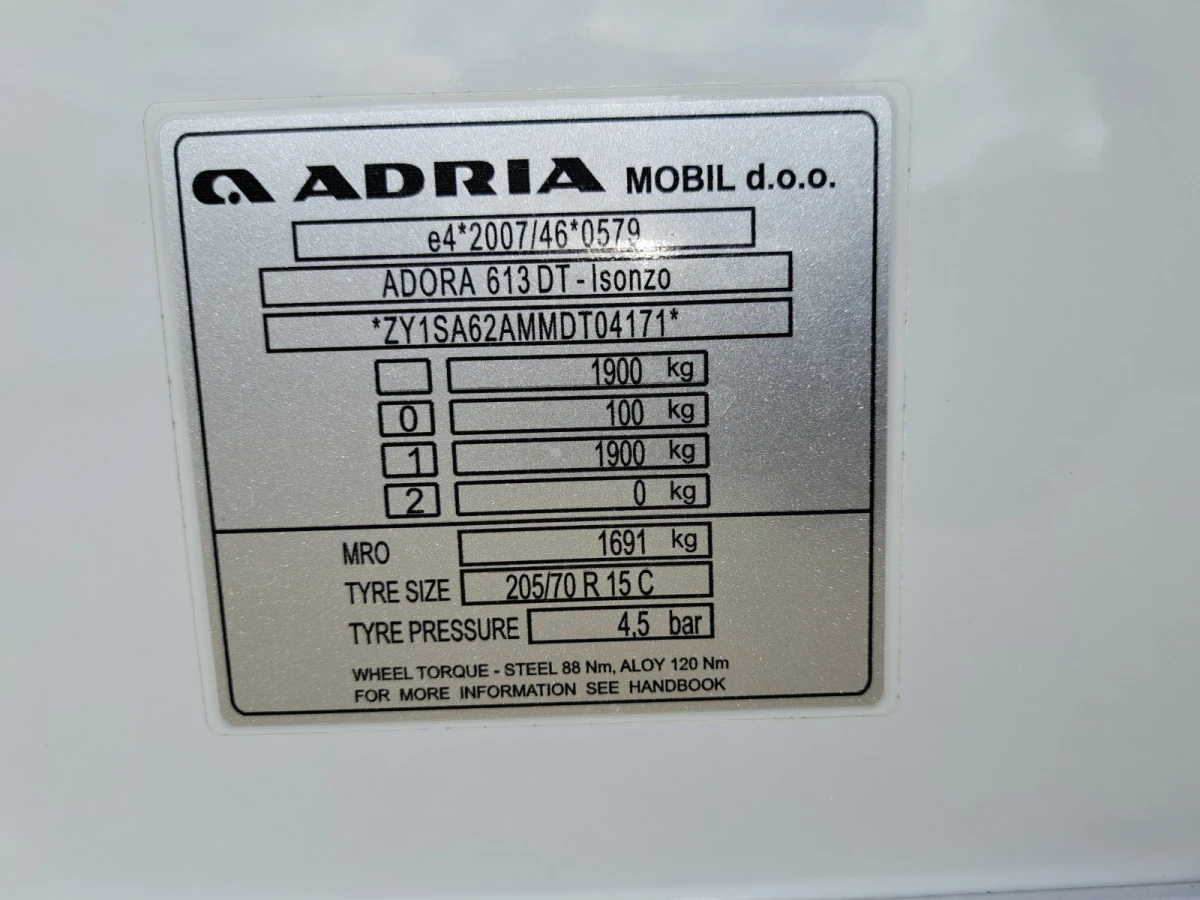 ADRIA MOBIL d.o.o.
e4*2007/46*0579
ADORA 613 DT - Isonzo
*ZY1SA62AMMDT04171*
1900 kg
0 100 kg
1 1900 kg
2 0 kg
MRO 1691 kg
TYRE SIZE 205/70 R 15 C
TYRE PRESSURE 4,5 bar
WHEEL TORQUE - STEEL 88 Nm, ALOY 120 Nm
FOR MORE INFORMATION SEE HANDBOOK